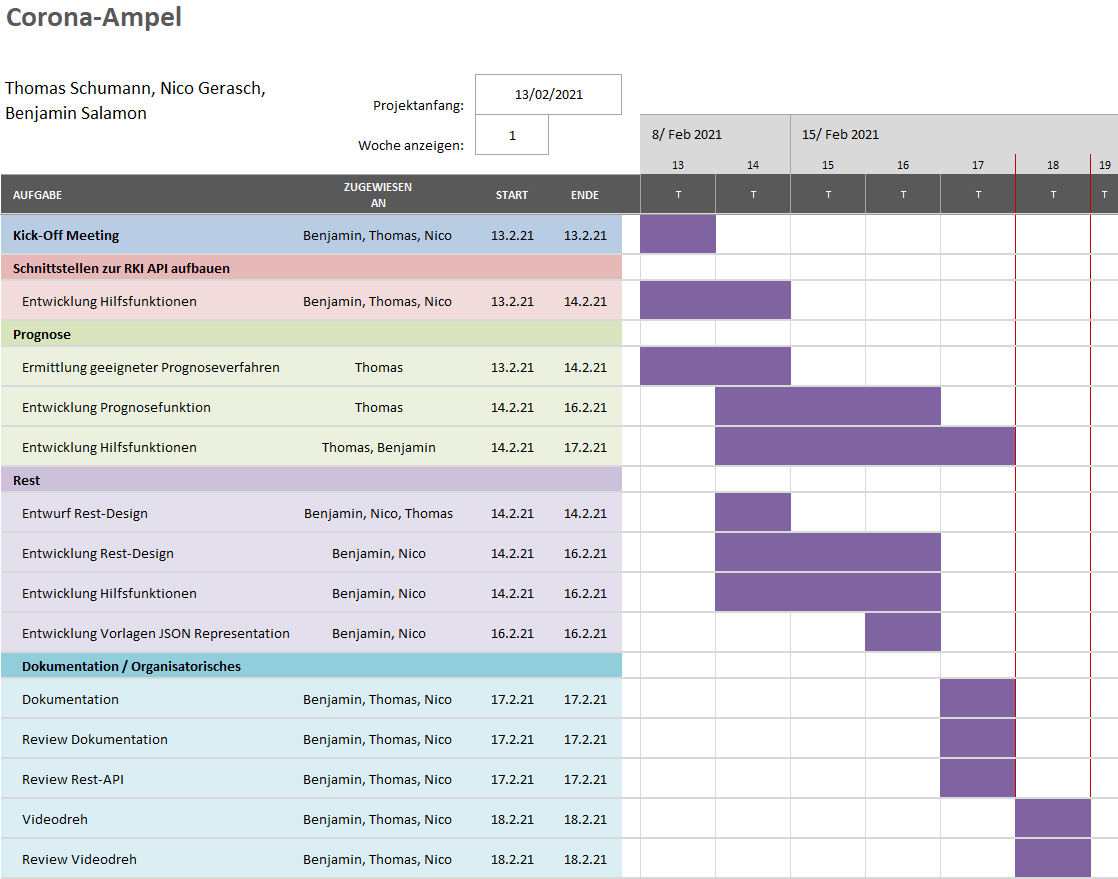 Corona-Ampel
Thomas Schumann, Nico Gerasch,
Benjamin Salamon
Projektanfang: 13/02/2021
Woche anzeigen: 1
8/ Feb 2021 15/ Feb 2021
13 14 15 16 17 18 19
AUFGABE ZUGEWIESEN AN START ENDE T T T T T T T
Kick-Off Meeting Benjamin, Thomas, Nico 13.2.21 13.2.21
Schnittstellen zur RKI API aufbauen
Entwicklung Hilfsfunktionen Benjamin, Thomas, Nico 13.2.21 14.2.21
Prognose
Ermittlung geeigneter Prognoseverfahren Thomas 13.2.21 14.2.21
Entwicklung Prognosefunktion Thomas 14.2.21 16.2.21
Entwicklung Hilfsfunktionen Thomas, Benjamin 14.2.21 17.2.21
Rest
Entwurf Rest-Design Benjamin, Nico, Thomas 14.2.21 14.2.21
Entwicklung Rest-Design Benjamin, Nico 14.2.21 16.2.21
Entwicklung Hilfsfunktionen Benjamin, Nico 14.2.21 16.2.21
Entwicklung Vorlagen JSON Representation Benjamin, Nico 16.2.21 16.2.21
Dokumentation / Organisatorisches
Dokumentation Benjamin, Thomas, Nico 17.2.21 17.2.21
Review Dokumentation Benjamin, Thomas, Nico 17.2.21 17.2.21
Review Rest-API Benjamin, Thomas, Nico 17.2.21 17.2.21
Videodreh Benjamin, Thomas, Nico 18.2.21 18.2.21
Review Videodreh Benjamin, Thomas, Nico 18.2.21 18.2.21